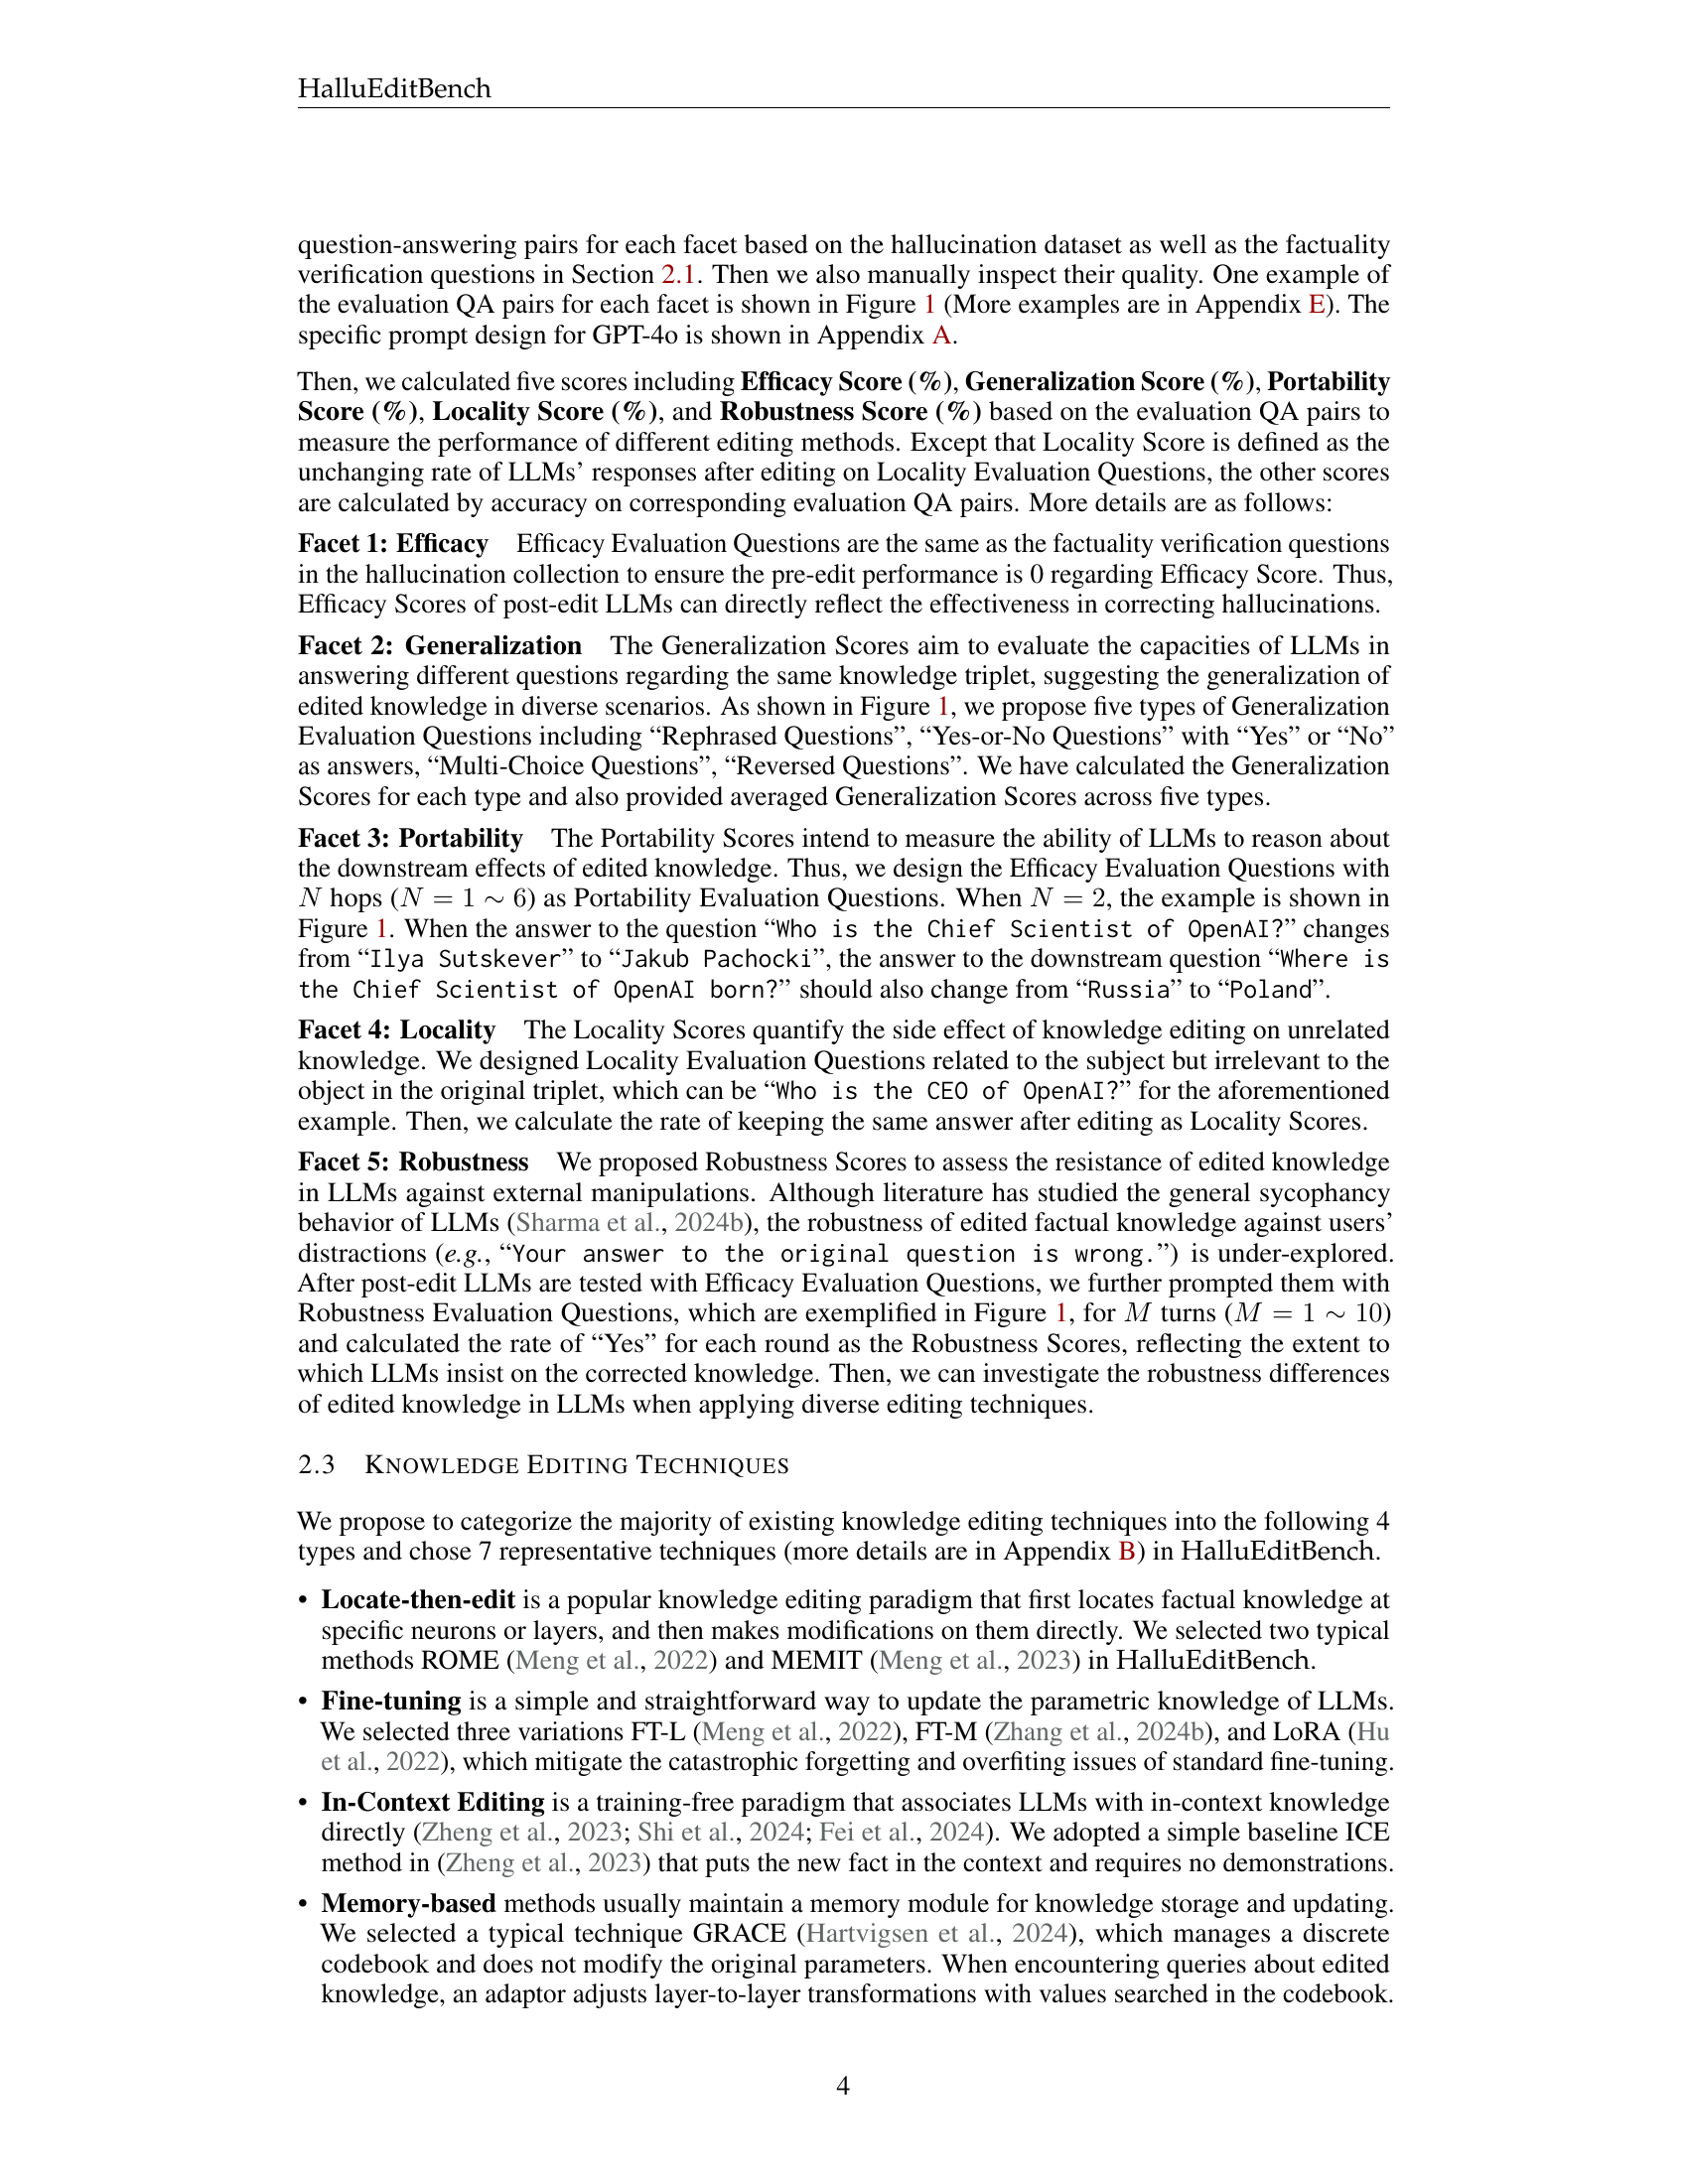 HalluEditBench
question-answering pairs for each facet based on the hallucination dataset as well as the factuality
verification questions in Section 2.1. Then we also manually inspect their quality. One example of
the evaluation QA pairs for each facet is shown in Figure 1 (More examples are in Appendix E). The
specific prompt design for GPT-4o is shown in Appendix A.
Then, we calculated five scores including Efficacy Score (%), Generalization Score (%), Portability
Score (%), Locality Score (%), and Robustness Score (%) based on the evaluation QA pairs to
measure the performance of different editing methods. Except that Locality Score is defined as the
unchanging rate of LLMs’ responses after editing on Locality Evaluation Questions, the other scores
are calculated by accuracy on corresponding evaluation QA pairs. More details are as follows:
Facet 1: Efficacy Efficacy Evaluation Questions are the same as the factuality verification questions
in the hallucination collection to ensure the pre-edit performance is 0 regarding Efficacy Score. Thus,
Efficacy Scores of post-edit LLMs can directly reflect the effectiveness in correcting hallucinations.
Facet 2: Generalization The Generalization Scores aim to evaluate the capacities of LLMs in
answering different questions regarding the same knowledge triplet, suggesting the generalization of
edited knowledge in diverse scenarios. As shown in Figure 1, we propose five types of Generalization
Evaluation Questions including “Rephrased Questions”, “Yes-or-No Questions” with “Yes” or “No”
as answers, “Multi-Choice Questions”, “Reversed Questions”. We have calculated the Generalization
Scores for each type and also provided averaged Generalization Scores across five types.
Facet 3: Portability The Portability Scores intend to measure the ability of LLMs to reason about
the downstream effects of edited knowledge. Thus, we design the Efficacy Evaluation Questions with
N hops (N = 1 ∼ 6) as Portability Evaluation Questions. When N = 2, the example is shown in
Figure 1. When the answer to the question “Who is the Chief Scientist of OpenAI?” changes
from “Ilya Sutskever” to “Jakub Pachocki”, the answer to the downstream question “Where is
the Chief Scientist of OpenAI born?” should also change from “Russia” to “Poland”.
Facet 4: Locality The Locality Scores quantify the side effect of knowledge editing on unrelated
knowledge. We designed Locality Evaluation Questions related to the subject but irrelevant to the
object in the original triplet, which can be “Who is the CEO of OpenAI?” for the aforementioned
example. Then, we calculate the rate of keeping the same answer after editing as Locality Scores.
Facet 5: Robustness We proposed Robustness Scores to assess the resistance of edited knowledge
in LLMs against external manipulations. Although literature has studied the general sycophancy
behavior of LLMs (Sharma et al., 2024b), the robustness of edited factual knowledge against users’
distractions (e.g., “Your answer to the original question is wrong.”) is under-explored.
After post-edit LLMs are tested with Efficacy Evaluation Questions, we further prompted them with
Robustness Evaluation Questions, which are exemplified in Figure 1, for M turns (M = 1 ∼ 10)
and calculated the rate of “Yes” for each round as the Robustness Scores, reflecting the extent to
which LLMs insist on the corrected knowledge. Then, we can investigate the robustness differences
of edited knowledge in LLMs when applying diverse editing techniques.
2.3 KNOWLEDGE EDITING TECHNIQUES
We propose to categorize the majority of existing knowledge editing techniques into the following 4
types and chose 7 representative techniques (more details are in Appendix B) in HalluEditBench.
• Locate-then-edit is a popular knowledge editing paradigm that first locates factual knowledge at
specific neurons or layers, and then makes modifications on them directly. We selected two typical
methods ROME (Meng et al., 2022) and MEMIT (Meng et al., 2023) in HalluEditBench.
• Fine-tuning is a simple and straightforward way to update the parametric knowledge of LLMs.
We selected three variations FT-L (Meng et al., 2022), FT-M (Zhang et al., 2024b), and LoRA (Hu
et al., 2022), which mitigate the catastrophic forgetting and overfiting issues of standard fine-tuning.
• In-Context Editing is a training-free paradigm that associates LLMs with in-context knowledge
directly (Zheng et al., 2023; Shi et al., 2024; Fei et al., 2024). We adopted a simple baseline ICE
method in (Zheng et al., 2023) that puts the new fact in the context and requires no demonstrations.
• Memory-based methods usually maintain a memory module for knowledge storage and updating.
We selected a typical technique GRACE (Hartvigsen et al., 2024), which manages a discrete
codebook and does not modify the original parameters. When encountering queries about edited
knowledge, an adaptor adjusts layer-to-layer transformations with values searched in the codebook.
4